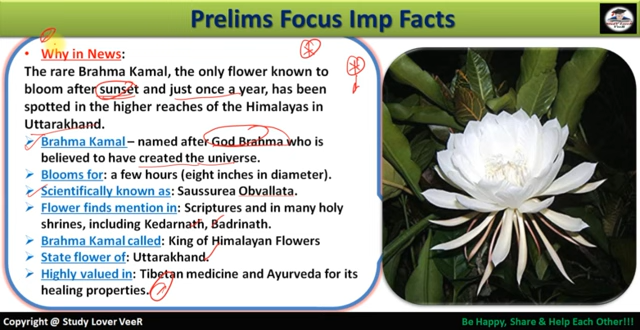 Prelims Focus Imp Facts
• Why in News:
The rare Brahma Kamal, the only flower known to
bloom after sunset and just once a year, has been
spotted in the higher reaches of the Himalayas in
Uttarakhand.
Brahma Kamal – named after God Brahma who is
believed to have created the universe.
Blooms for: a few hours (eight inches in diameter).
Scientifically known as: Saussurea Obvallata.
Flower finds mention in: Scriptures and in many holy
shrines, including Kedarnath, Badrinath.
Brahma Kamal called: King of Himalayan Flowers
State flower of: Uttarakhand.
Highly valued in: Tibetan medicine and Ayurveda for its
healing properties.
Copyright @ Study Lover VeeR
Be Happy, Share & Help Each Other!!!